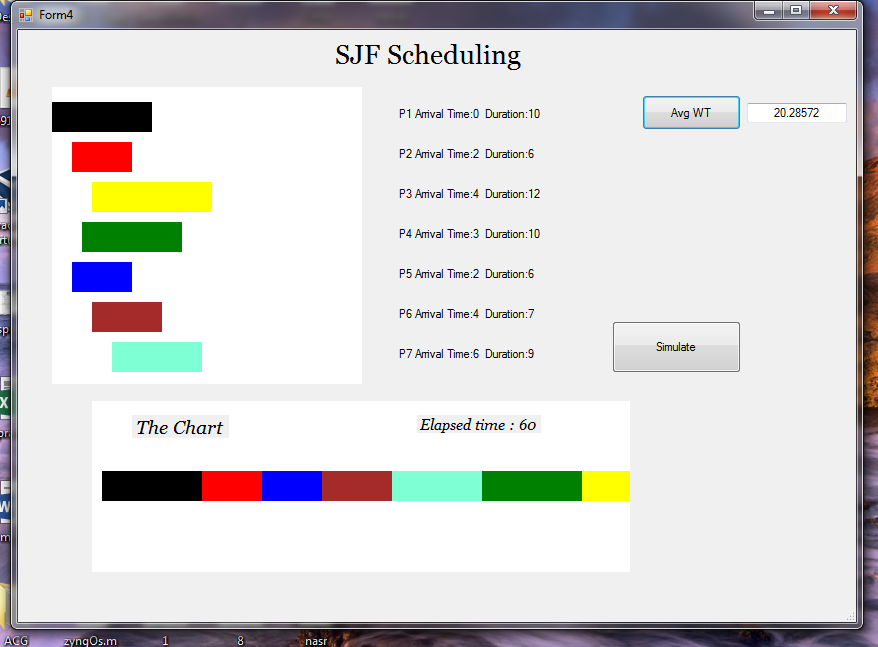 Form4
SJF Scheduling
P1 Arrival Time:0 Duration:10
Avg WT
20.28572
P2 Arrival Time:2 Duration:6
P3 Arrival Time:4 Duration:12
P4 Arrival Time:3 Duration:10
P5 Arrival Time:2 Duration:6
P6 Arrival Time:4 Duration:7
Simulate
P7 Arrival Time:6 Duration:9
The Chart
Elapsed time : 60
ACG
zynqOs.m
1
8
nasr